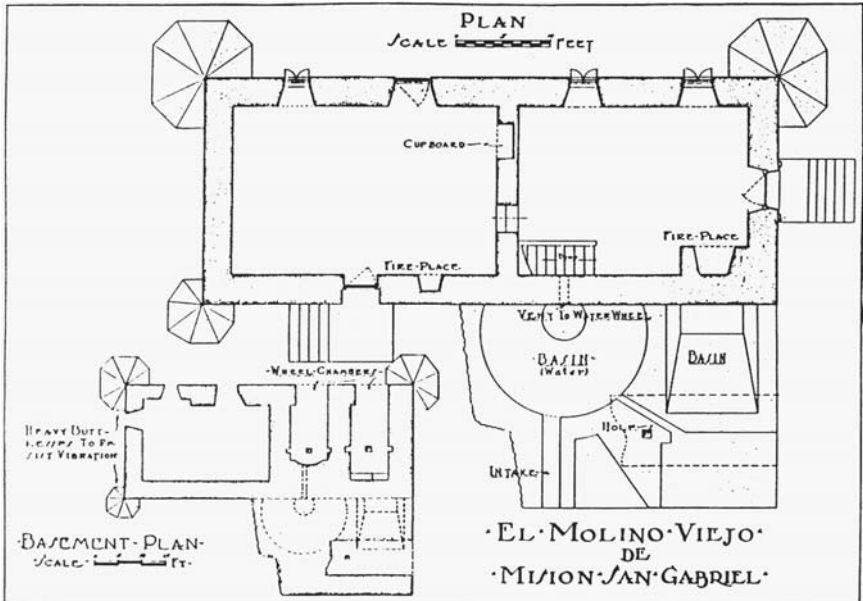 PLAN
SCALE FEET
CUPBOARD
FIRE-PLACE
FIRE-PLACE
DOWN
VENT TO WATER WHEEL
BASIN
(Water)
BASIN
HOLE
INTAKE
-WHEEL-CHAMBERS-
HEAVY BUTT-
RESSES TO RE
SIST VIBRATION
·BASEMENT·PLAN·
SCALE FT.
·EL·MOLINO·VIEJO·
DE
·MISION·SAN·GABRIEL·